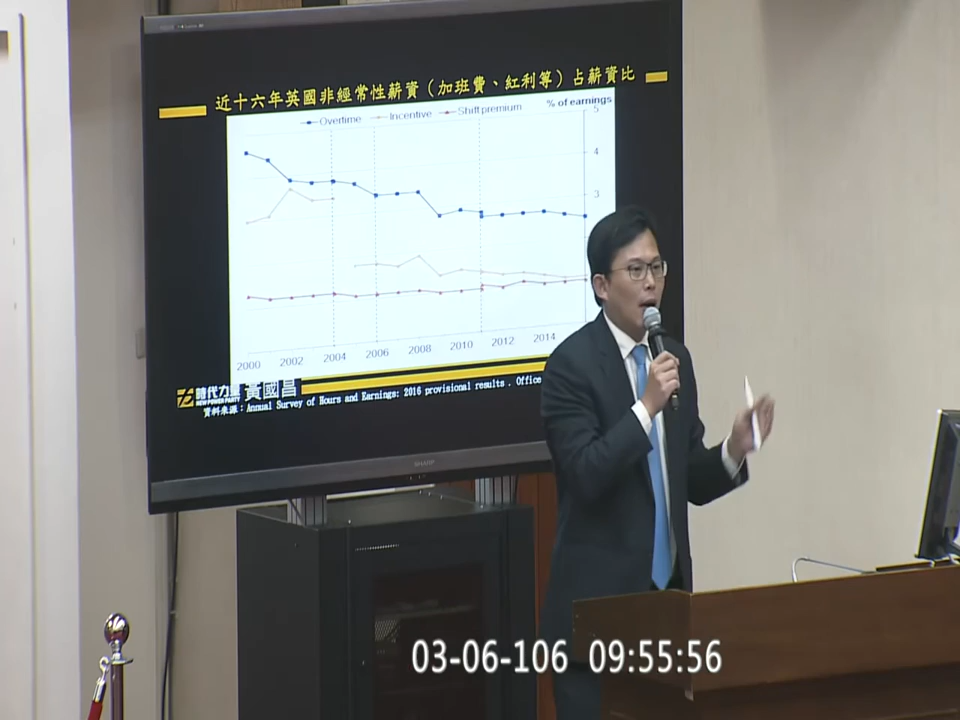 近十六年英國非經常性薪資（加班費、紅利等）占薪資比
Overtime Incentive Shift premium % of earnings
5
4
3
2000 2002 2004 2006 2008 2010 2012 2014
時代力量 黃國昌
NEW POWER PARTY
資料來源：Annual Survey of Hours and Earnings: 2016 provisional results . Office
SHARP
03-06-106 09:55:56